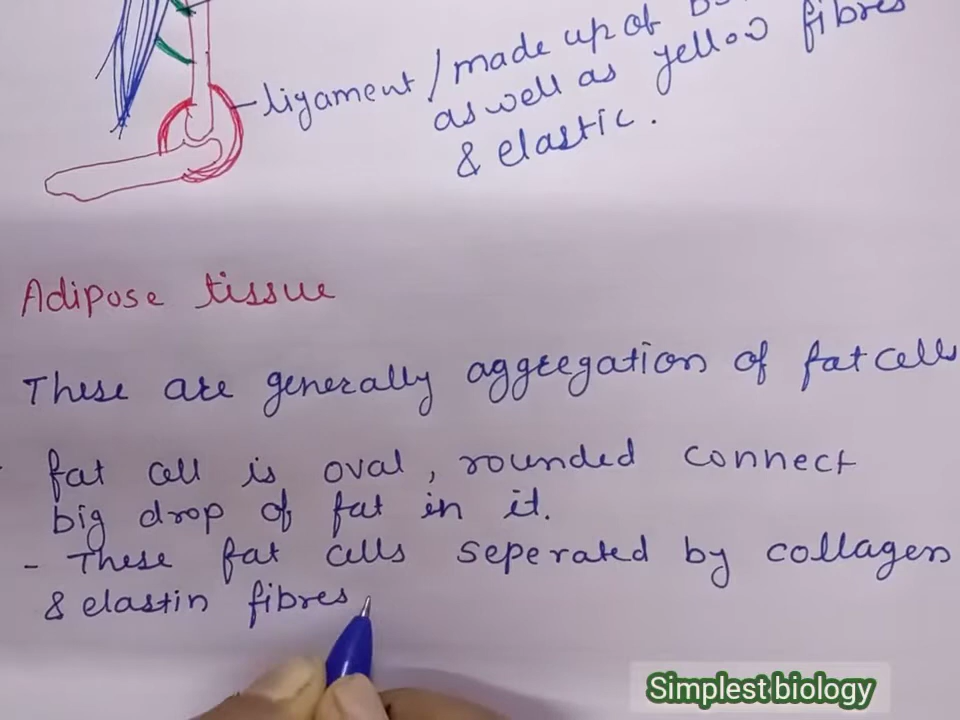 ligament / made up of
as well as yellow fibres
& elastic.
Adipose tissue
These are generally aggregation of fat cells
fat cell is oval, rounded connect
big drop of fat in it.
- These fat cells seperated by collagen
& elastin fibres
Simplest biology